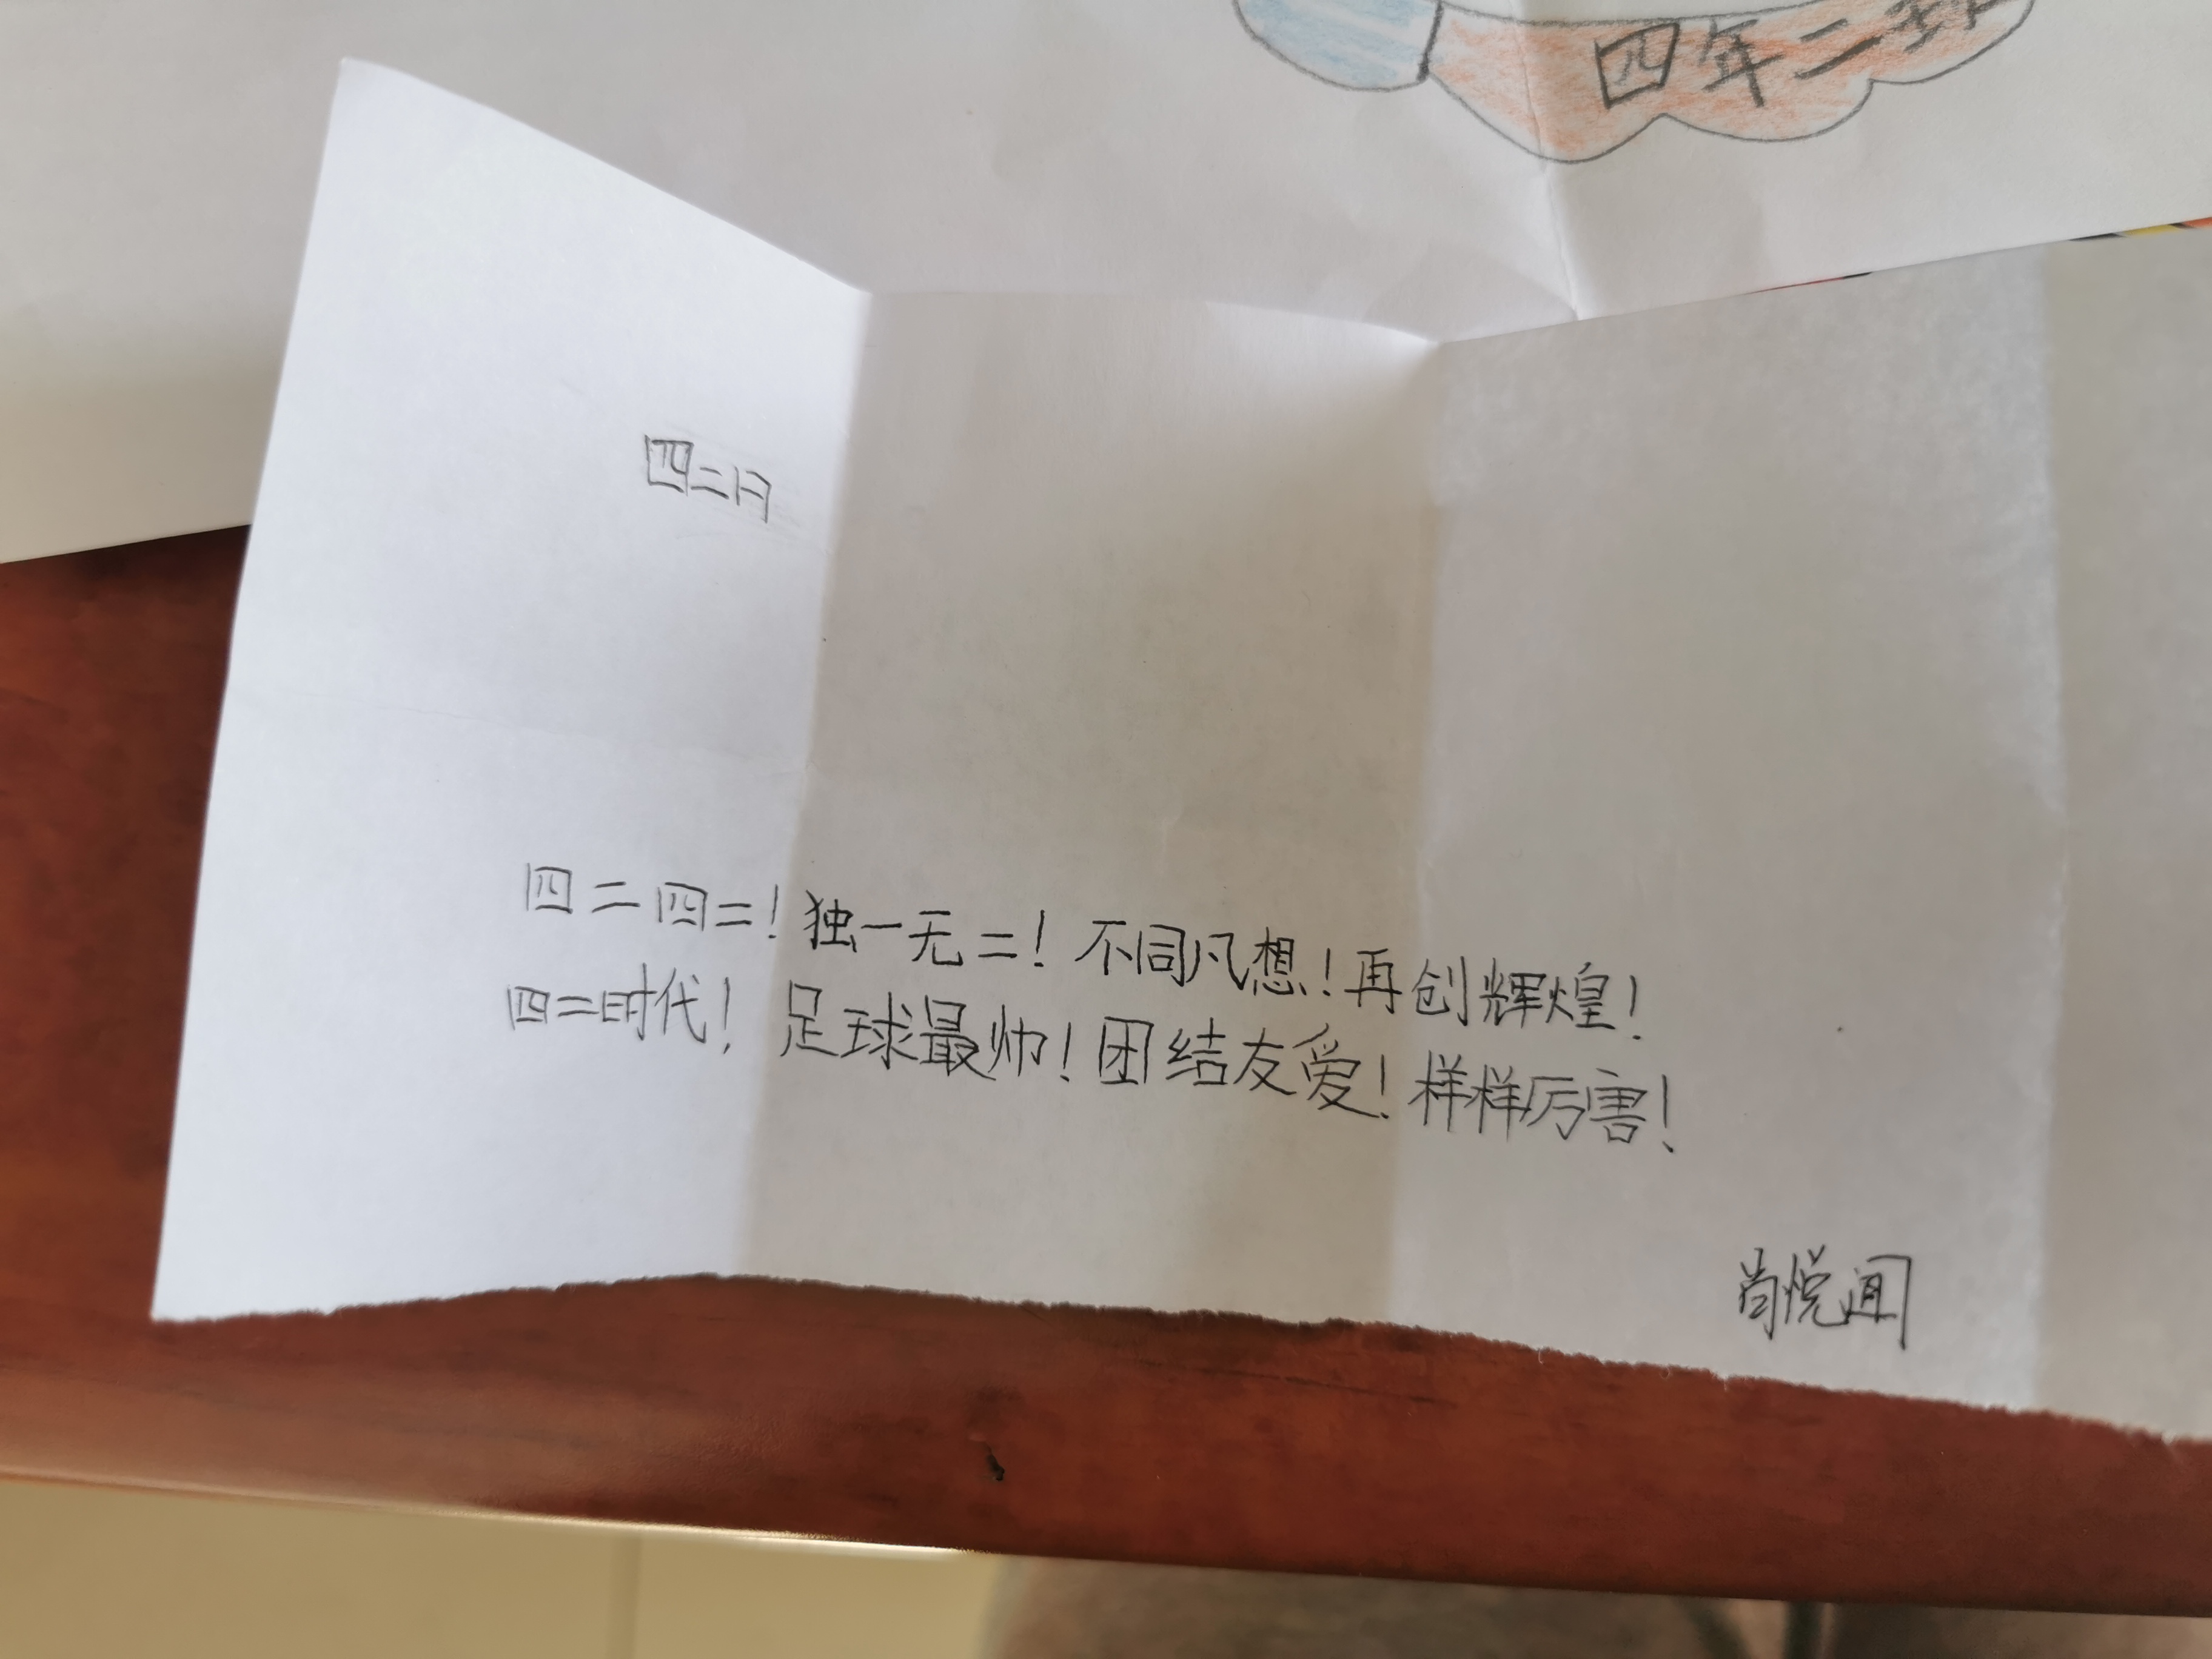 四年二班
四二
四二四二！独一无二！不同凡想！再创辉煌！
四二时代！足球最帅！团结友爱！样样厉害！
尚悦闻